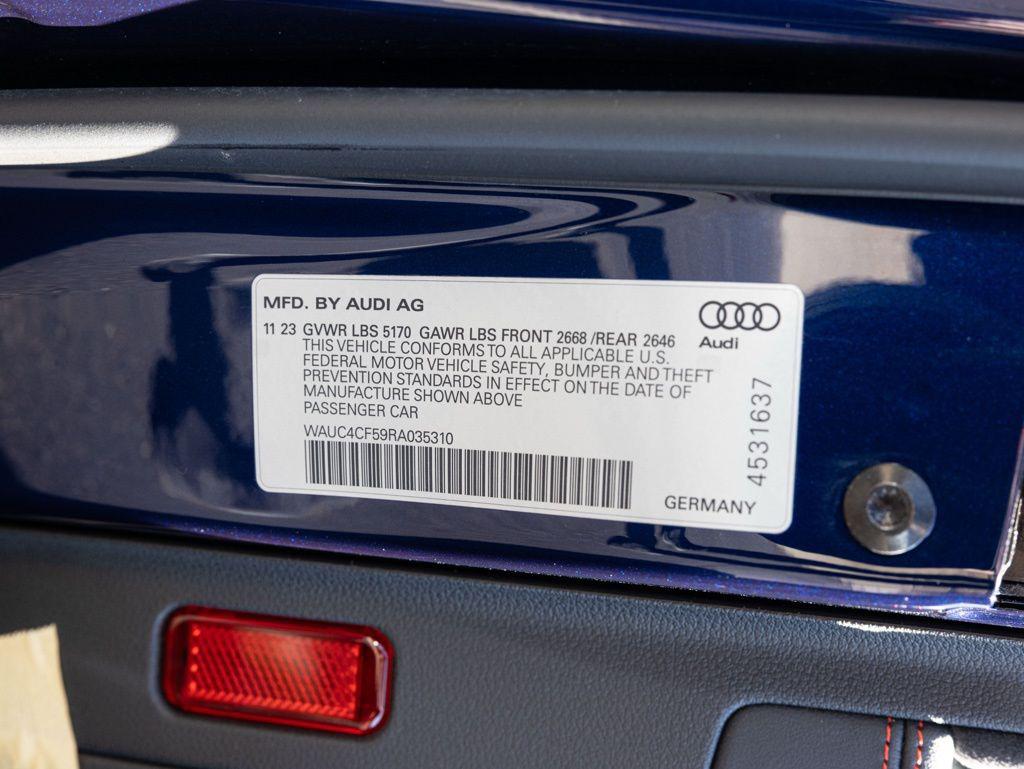 MFD. BY AUDI AG
11 23 GVWR LBS 5170 GAWR LBS FRONT 2668 /REAR 2646
THIS VEHICLE CONFORMS TO ALL APPLICABLE U.S.
FEDERAL MOTOR VEHICLE SAFETY, BUMPER AND THEFT
PREVENTION STANDARDS IN EFFECT ON THE DATE OF
MANUFACTURE SHOWN ABOVE
PASSENGER CAR
WAUC4CF59RA035310
GERMANY
Audi
4531637